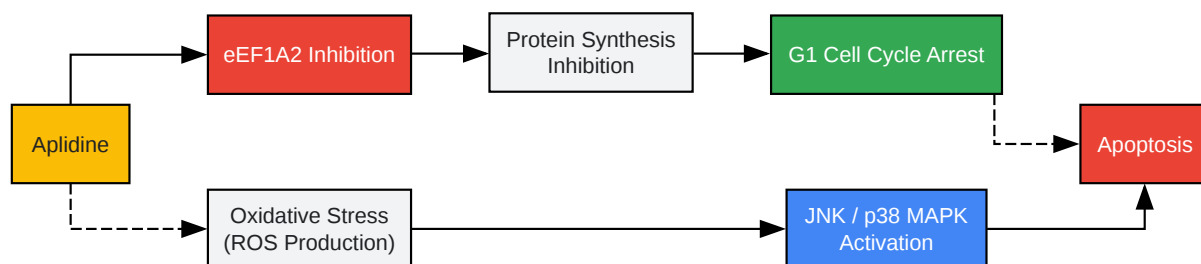 Aplidine
eEF1A2 Inhibition
Protein Synthesis
Inhibition
G1 Cell Cycle Arrest
Apoptosis
Oxidative Stress
(ROS Production)
JNK / p38 MAPK
Activation